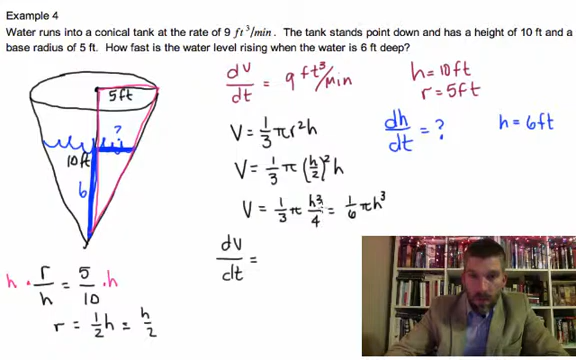 Example 4
Water runs into a conical tank at the rate of 9 ft³/min. The tank stands point down and has a height of 10 ft and a
base radius of 5 ft. How fast is the water level rising when the water is 6 ft deep?
5ft
?
10ft
6
h · r/h = 5/10 · h
r = 1/2 h = h/2
dV/dt = 9 ft³/min
V = 1/3 πr²h
V = 1/3 π (h/2)² h
V = 1/3 π h³/4 = 1/6 πh³
dV/dt =
h = 10ft
r = 5ft
dh/dt = ?
h = 6ft